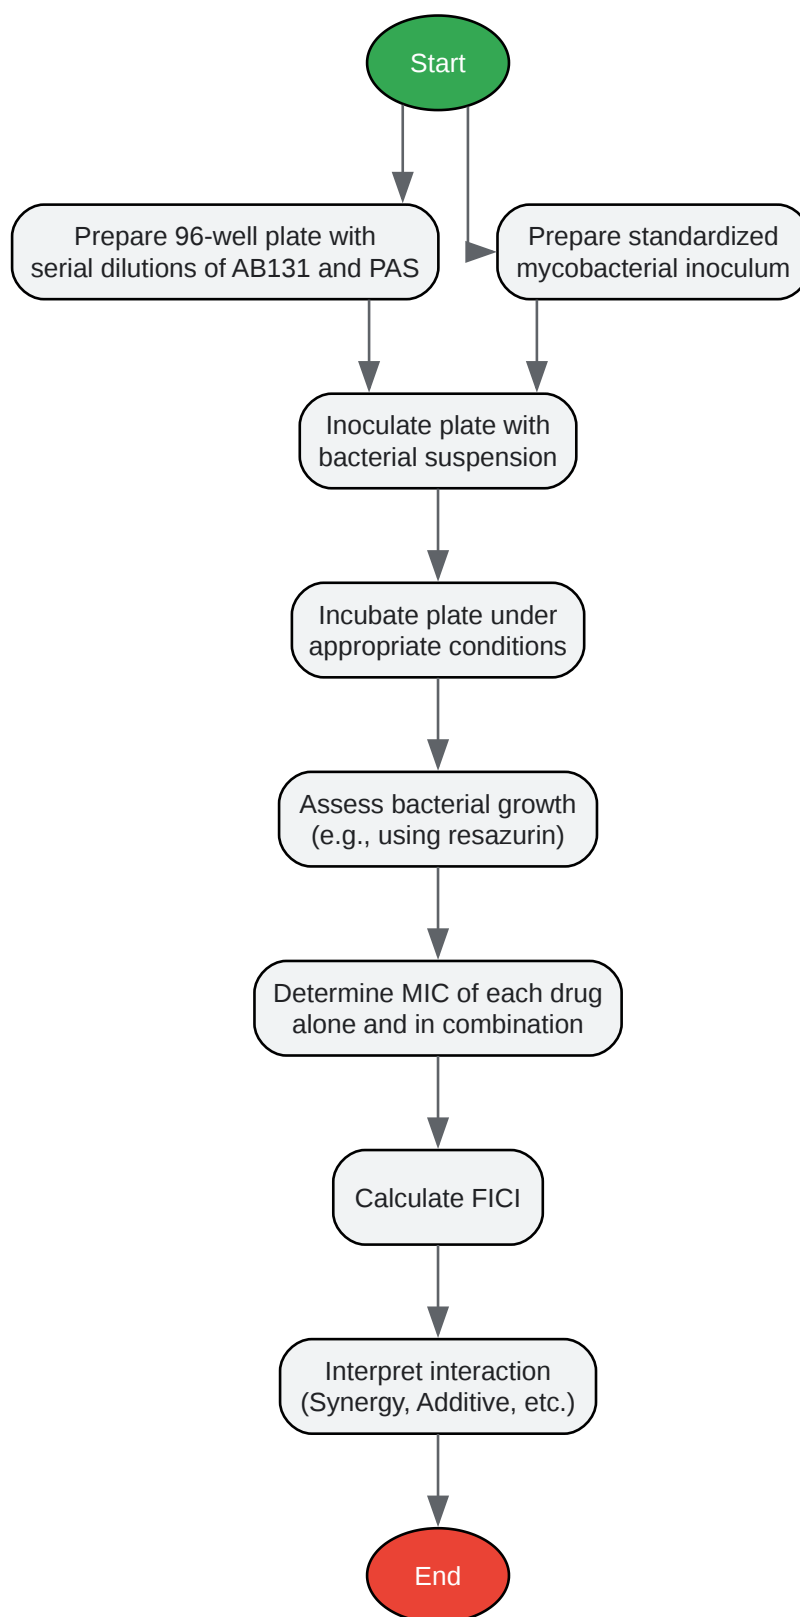 Start
Prepare 96-well plate with
serial dilutions of AB131 and PAS
Prepare standardized
mycobacterial inoculum
Inoculate plate with
bacterial suspension
Incubate plate under
appropriate conditions
Assess bacterial growth
(e.g., using resazurin)
Determine MIC of each drug
alone and in combination
Calculate FICI
Interpret interaction
(Synergy, Additive, etc.)
End